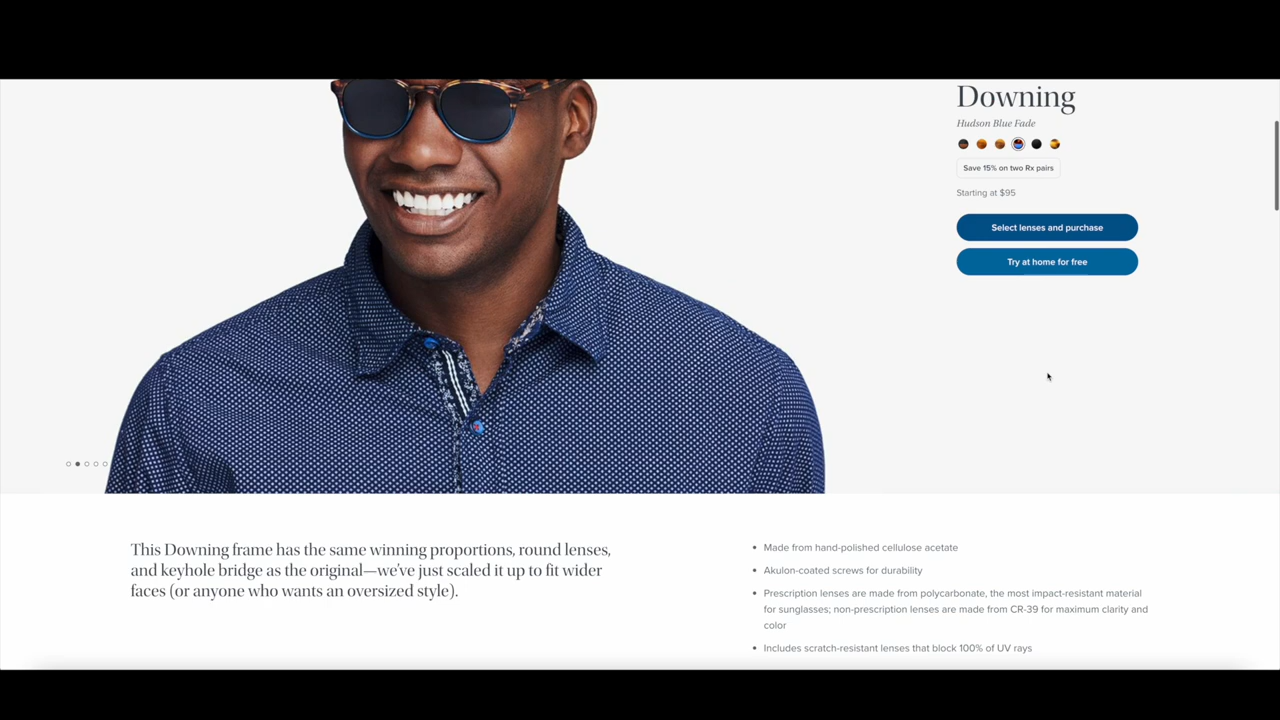 Downing
Hudson Blue Fade
Save 15% on two Rx pairs
Starting at $95
Select lenses and purchase
Try at home for free
This Downing frame has the same winning proportions, round lenses,
and keyhole bridge as the original—we've just scaled it up to fit wider
faces (or anyone who wants an oversized style).
Made from hand-polished cellulose acetate
Akulon-coated screws for durability
Prescription lenses are made from polycarbonate, the most impact-resistant material
for sunglasses; non-prescription lenses are made from CR-39 for maximum clarity and
color
Includes scratch-resistant lenses that block 100% of UV rays